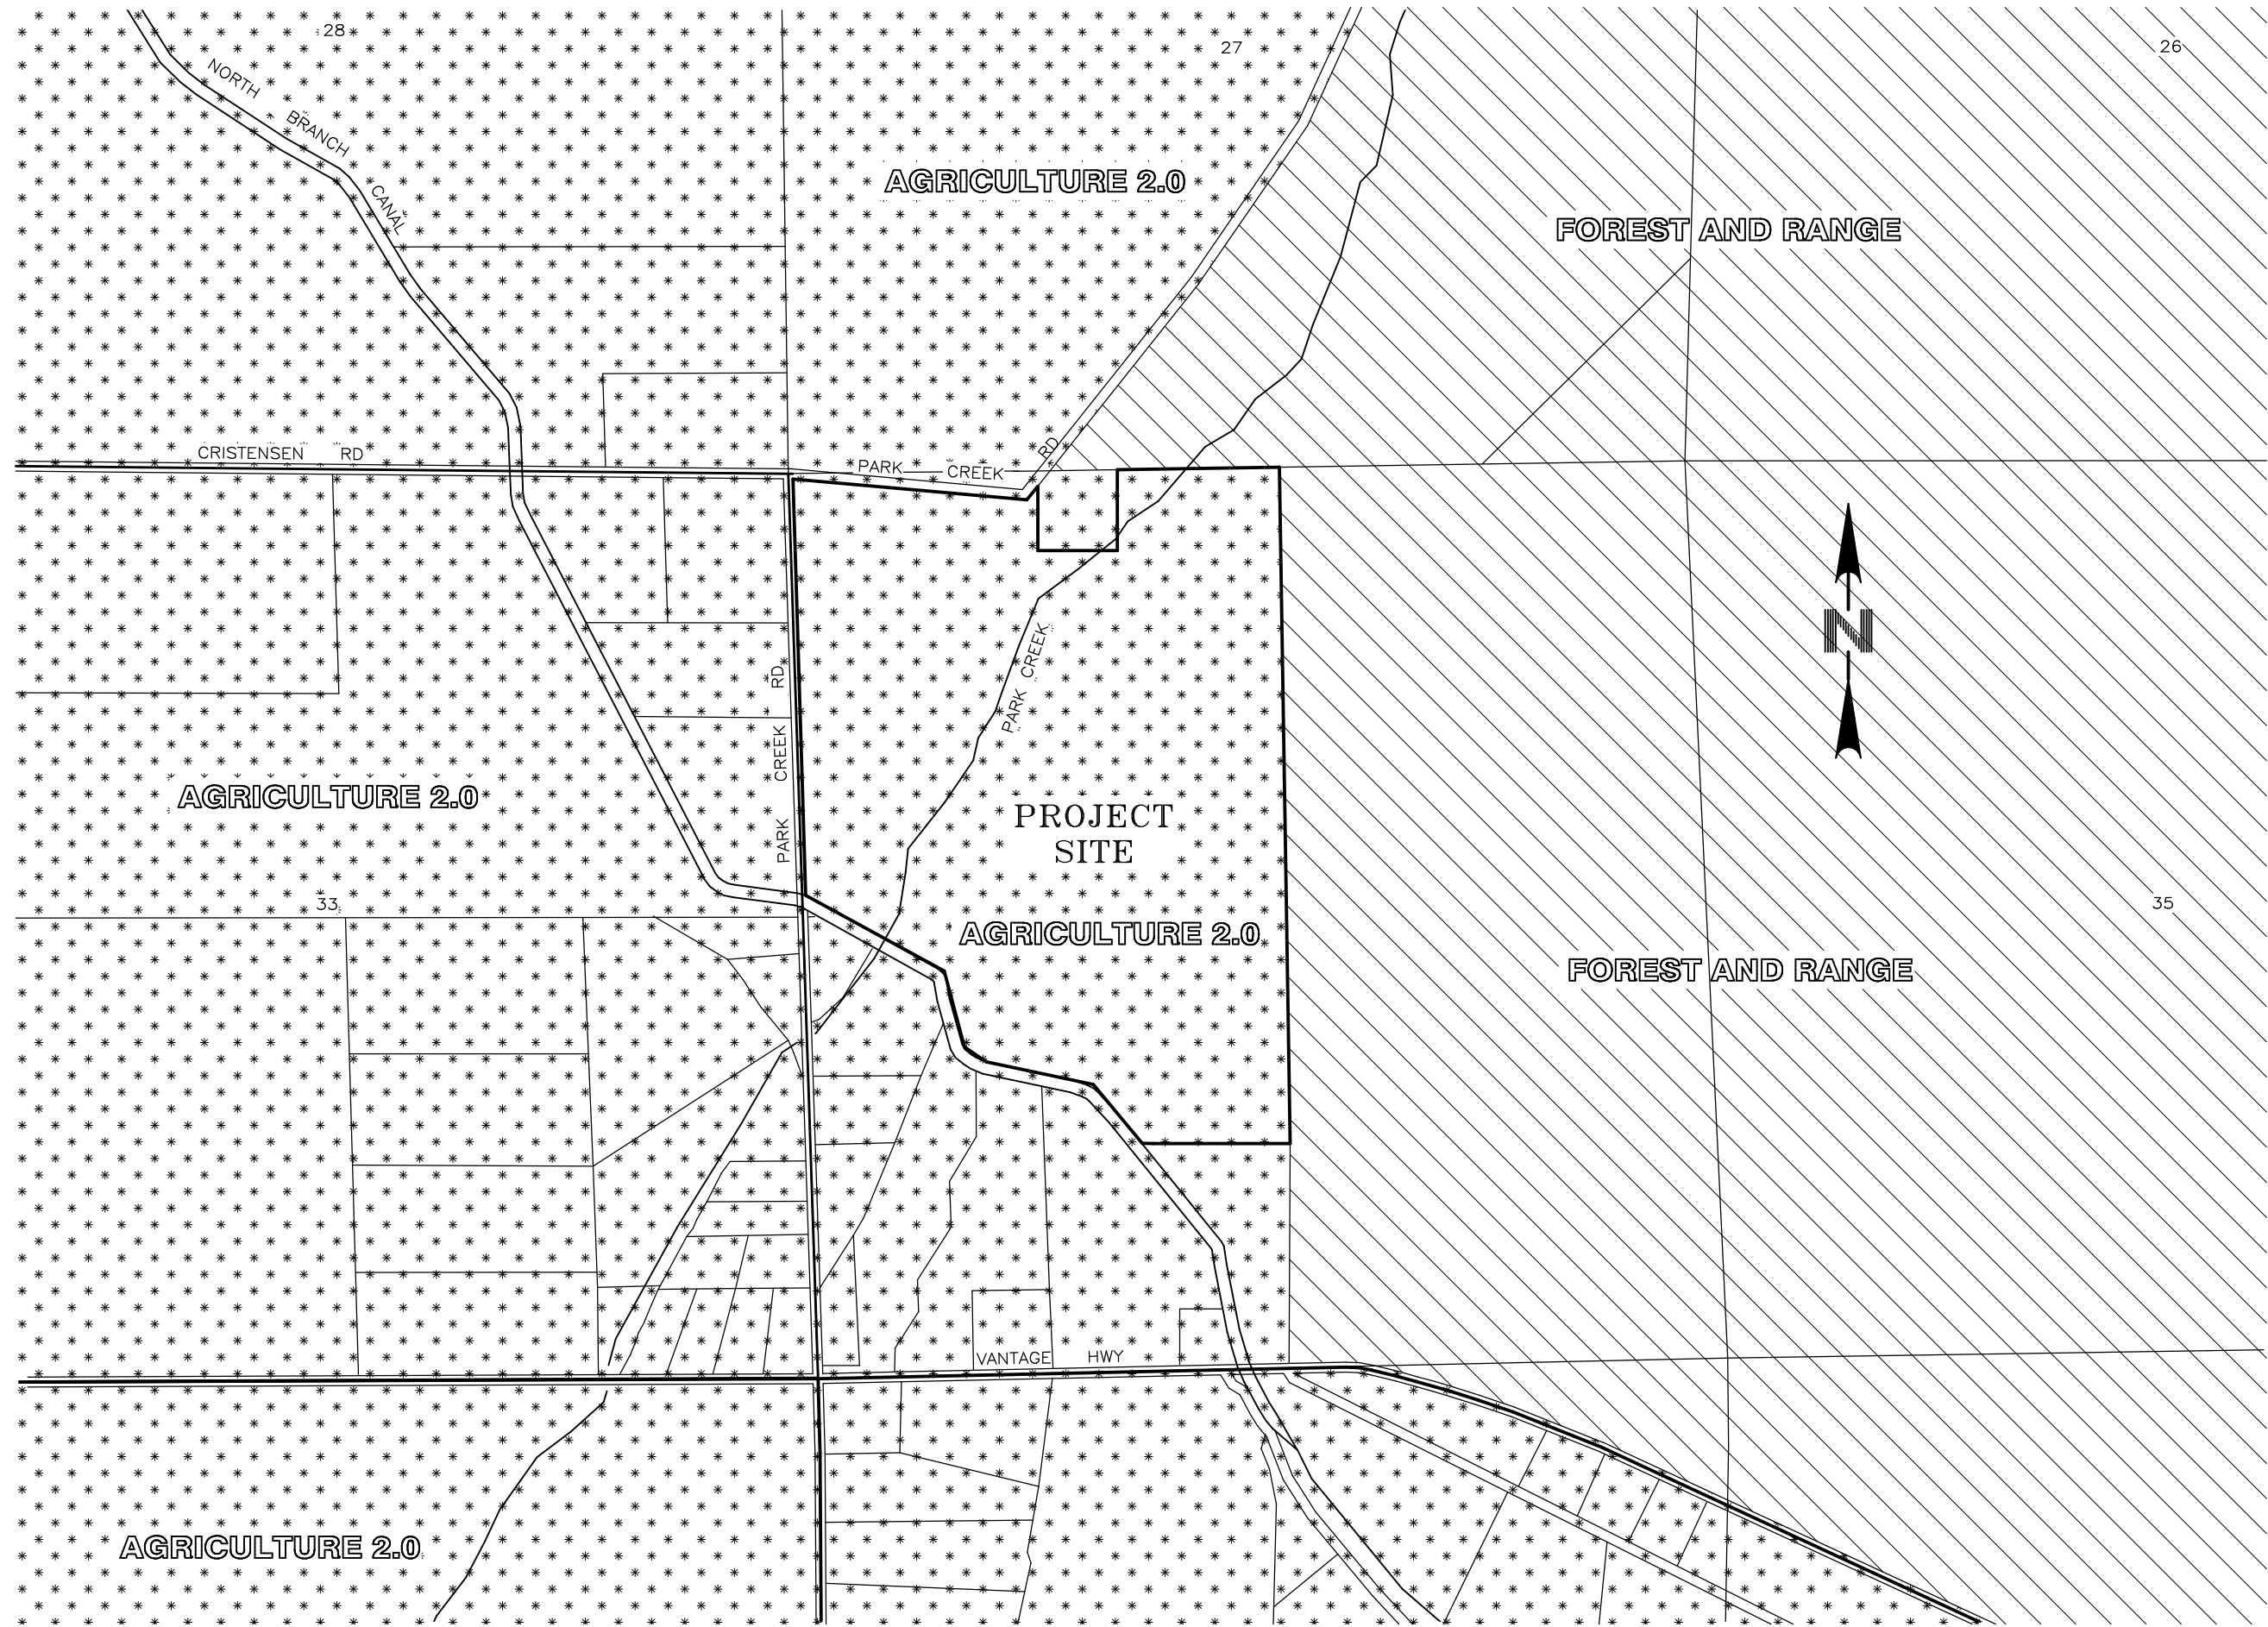 28
27
26
NORTH BRANCH CANAL
AGRICULTURE 2.0
FOREST AND RANGE
CRISTENSEN RD
PARK CREEK RD
N
PARK CREEK RD
PARK CREEK
AGRICULTURE 2.0
PROJECT
SITE
33
35
AGRICULTURE 2.0
FOREST AND RANGE
VANTAGE HWY
AGRICULTURE 2.0